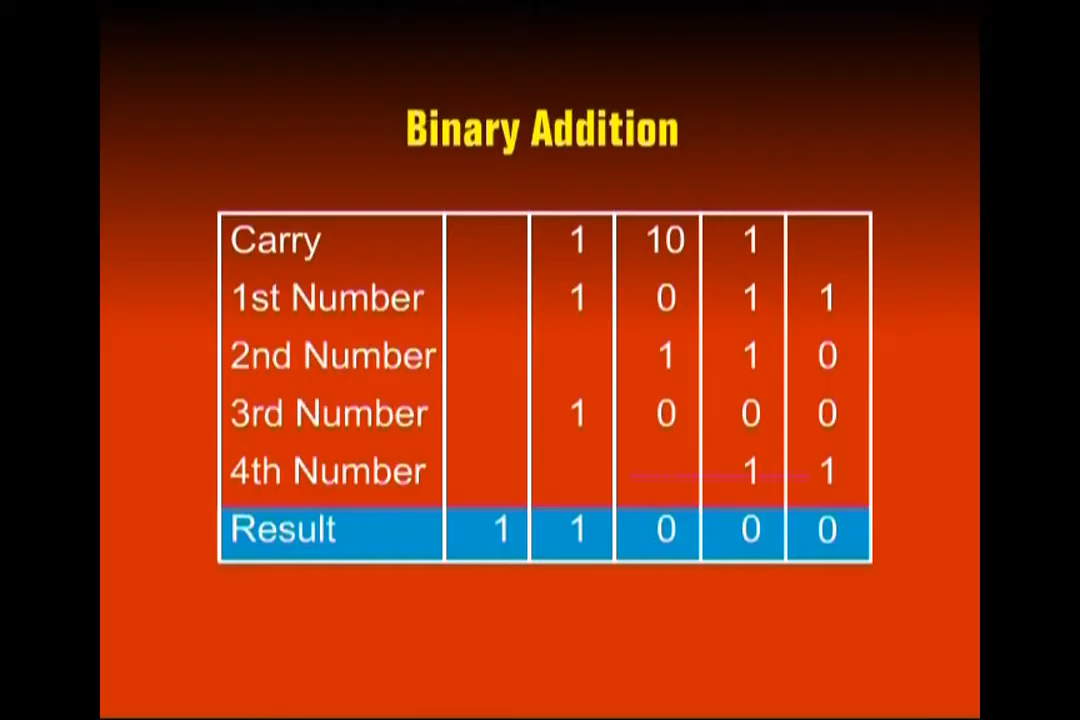 Binary Addition
Carry 1 10 1
1st Number 1 0 1 1
2nd Number 1 1 0
3rd Number 1 0 0 0
4th Number 1 1
Result 1 1 0 0 0